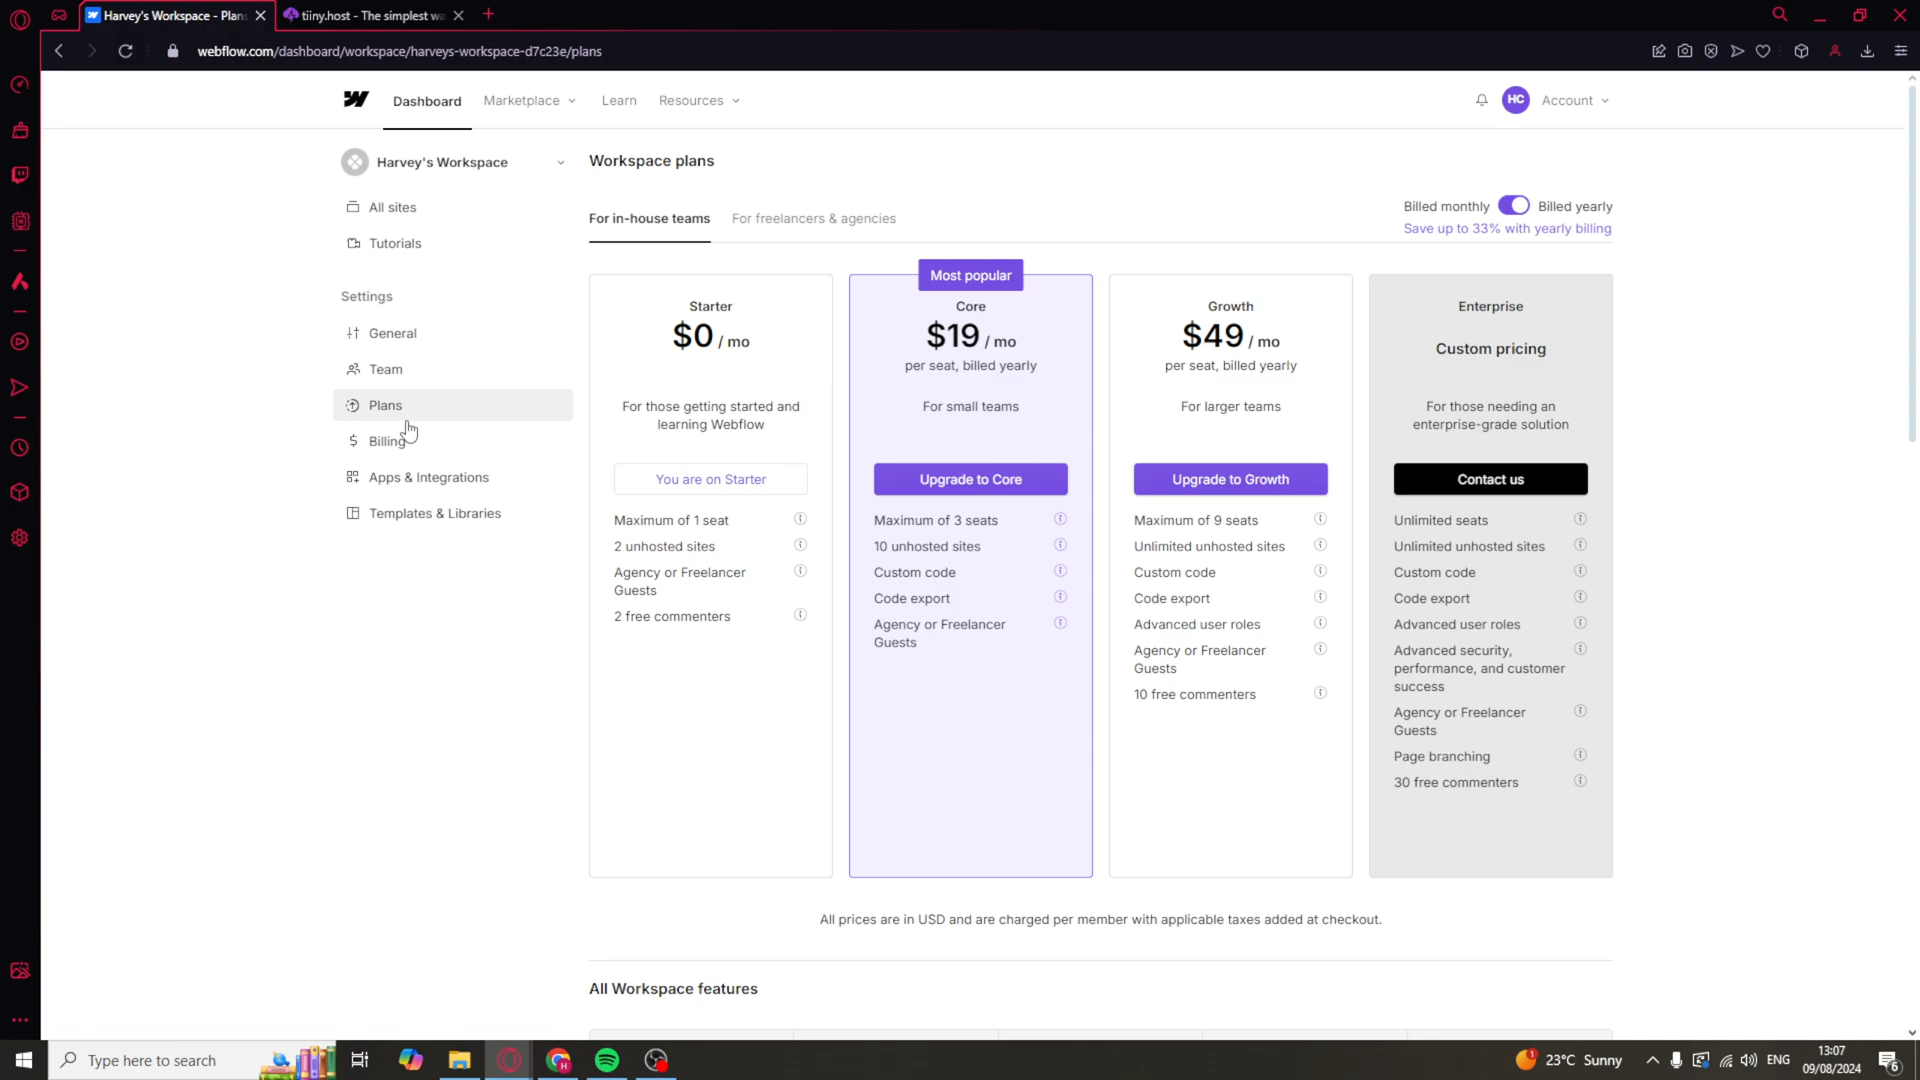 Harvey's Workspace - Plan
tiiny.host - The simplest wa
webflow.com/dashboard/workspace/harveys-workspace-d7c23e/plans
Dashboard
Marketplace
Learn
Resources
HC
Account
Harvey's Workspace
All sites
Tutorials
Settings
General
Team
Plans
Billing
Apps & Integrations
Templates & Libraries
Workspace plans
For in-house teams
For freelancers & agencies
Billed monthly
Billed yearly
Save up to 33% with yearly billing
Starter
$0 / mo
For those getting started and
learning Webflow
You are on Starter
Maximum of 1 seat
2 unhosted sites
Agency or Freelancer
Guests
2 free commenters
Most popular
Core
$19 / mo
per seat, billed yearly
For small teams
Upgrade to Core
Maximum of 3 seats
10 unhosted sites
Custom code
Code export
Agency or Freelancer
Guests
Growth
$49 / mo
per seat, billed yearly
For larger teams
Upgrade to Growth
Maximum of 9 seats
Unlimited unhosted sites
Custom code
Code export
Advanced user roles
Agency or Freelancer
Guests
10 free commenters
Enterprise
Custom pricing
For those needing an
enterprise-grade solution
Contact us
Unlimited seats
Unlimited unhosted sites
Custom code
Code export
Advanced user roles
Advanced security,
performance, and customer
success
Agency or Freelancer
Guests
Page branching
30 free commenters
All prices are in USD and are charged per member with applicable taxes added at checkout.
All Workspace features
Type here to search
23°C Sunny
ENG
13:07
09/08/2024
6